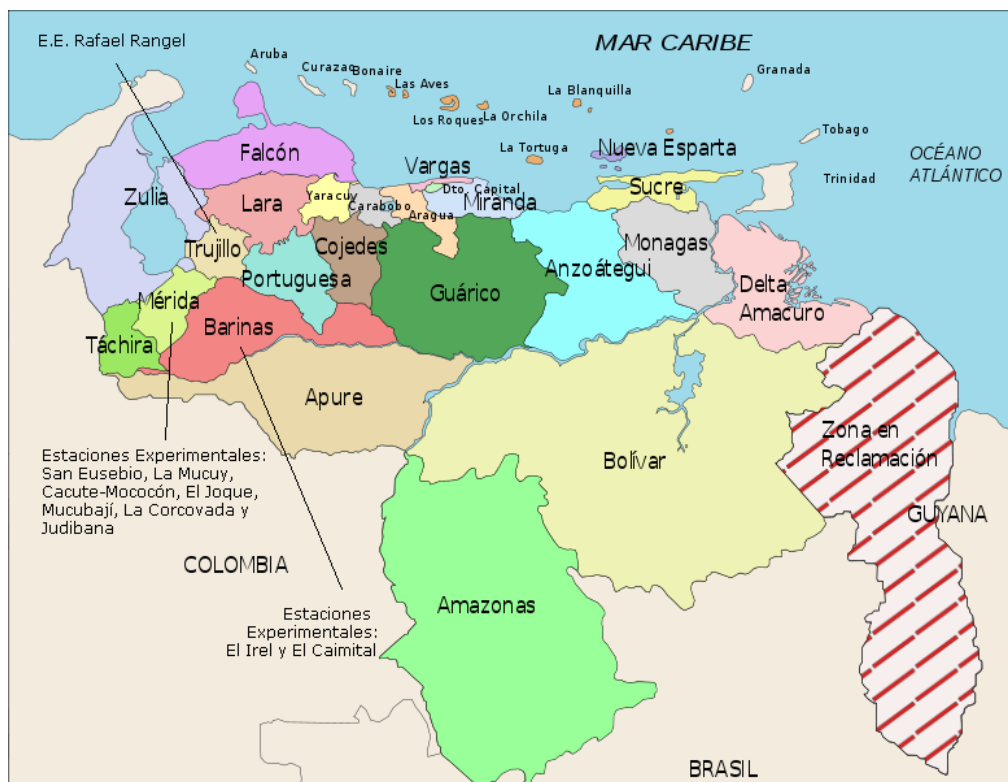 E.E. Rafael Rangel
MAR CARIBE
Aruba
Curazao
Bonaire
Las Aves
Los Roques
La Orchila
La Blanquilla
Granada
Tobago
La Tortuga
Nueva Esparta
Trinidad
OCÉANO
ATLÁNTICO
Falcón
Vargas
Dto. Capital
Miranda
Sucre
Zulia
Lara
Yaracuy
Carabobo
Aragua
Trujillo
Cojedes
Portuguesa
Guárico
Anzoátegui
Monagas
Delta
Amacuro
Mérida
Barinas
Táchira
Apure
Bolívar
Zona en
Reclamación
GUYANA
Estaciones Experimentales:
San Eusebio, La Mucuy,
Cacute-Mococón, El Joque,
Mucubají, La Corcovada y
Judibana
COLOMBIA
Amazonas
Estaciones
Experimentales:
El Irel y El Caimital
BRASIL